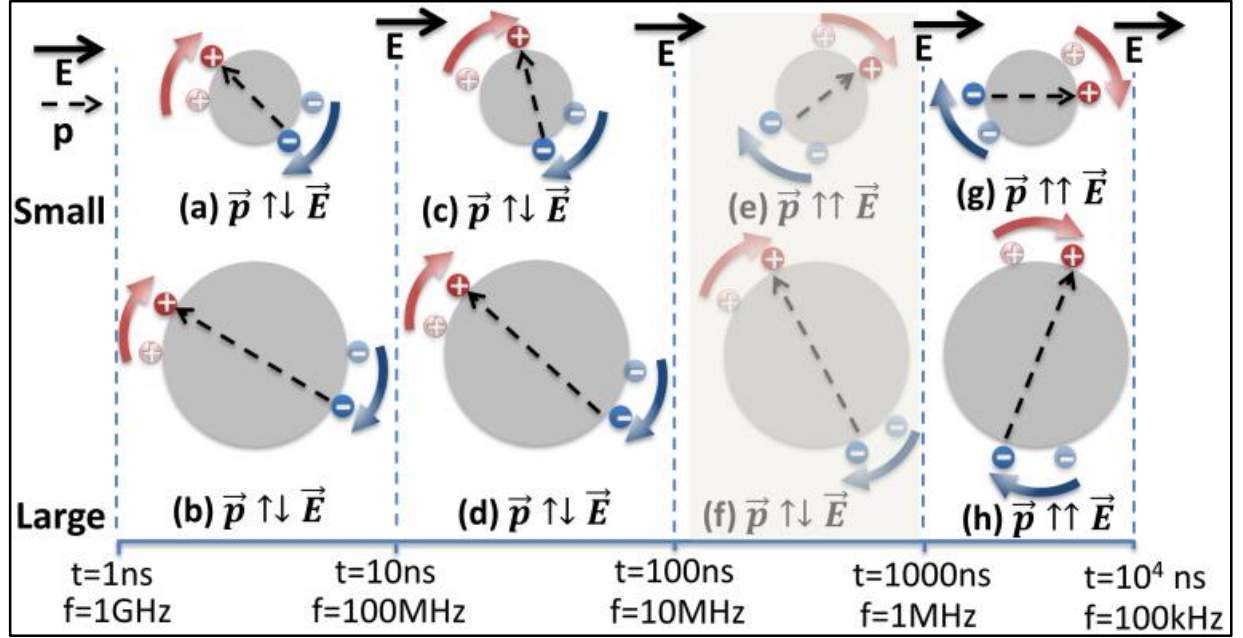 E E E E E
p
+ + + +
+ + + +
− − − −
− − − −
Small (a) p⃗ ↑↓ E⃗ (c) p⃗ ↑↓ E⃗ (e) p⃗ ↑↑ E⃗ (g) p⃗ ↑↑ E⃗
+ + + +
+ + + +
− − − −
− − − −
Large (b) p⃗ ↑↓ E⃗ (d) p⃗ ↑↓ E⃗ (f) p⃗ ↑↓ E⃗ (h) p⃗ ↑↑ E⃗
t=1ns t=10ns t=100ns t=1000ns t=10⁴ ns
f=1GHz f=100MHz f=10MHz f=1MHz f=100kHz